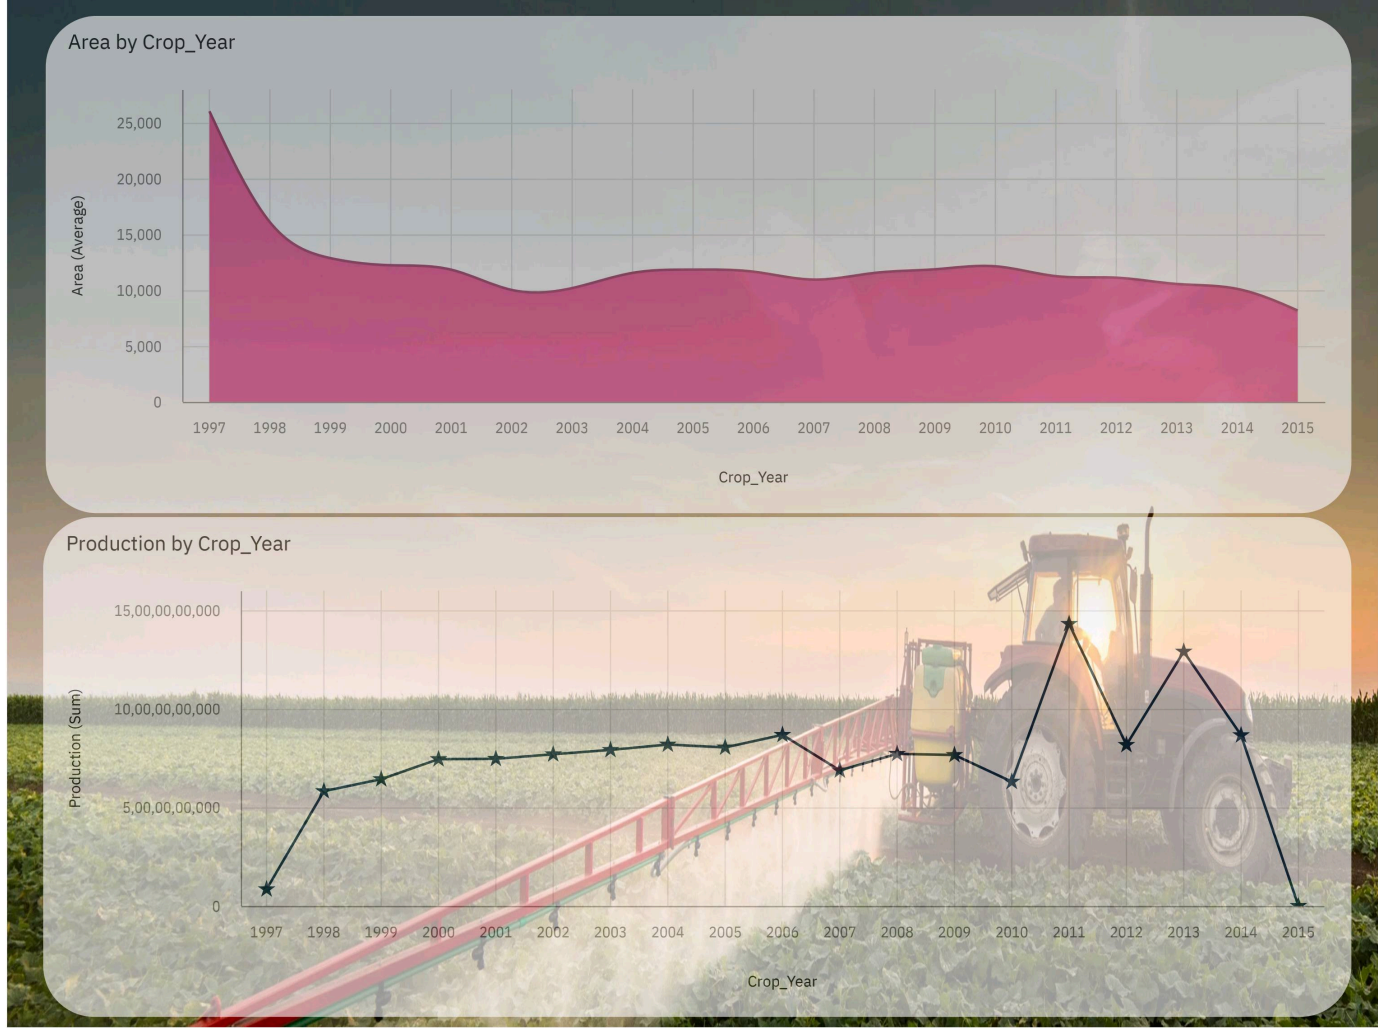 Area by Crop_Year
Area (Average)
25,000
20,000
15,000
10,000
5,000
0
1997 1998 1999 2000 2001 2002 2003 2004 2005 2006 2007 2008 2009 2010 2011 2012 2013 2014 2015
Crop_Year
Production by Crop_Year
Production (Sum)
15,00,00,00,000
10,00,00,00,000
5,00,00,00,000
0
1997 1998 1999 2000 2001 2002 2003 2004 2005 2006 2007 2008 2009 2010 2011 2012 2013 2014 2015
Crop_Year